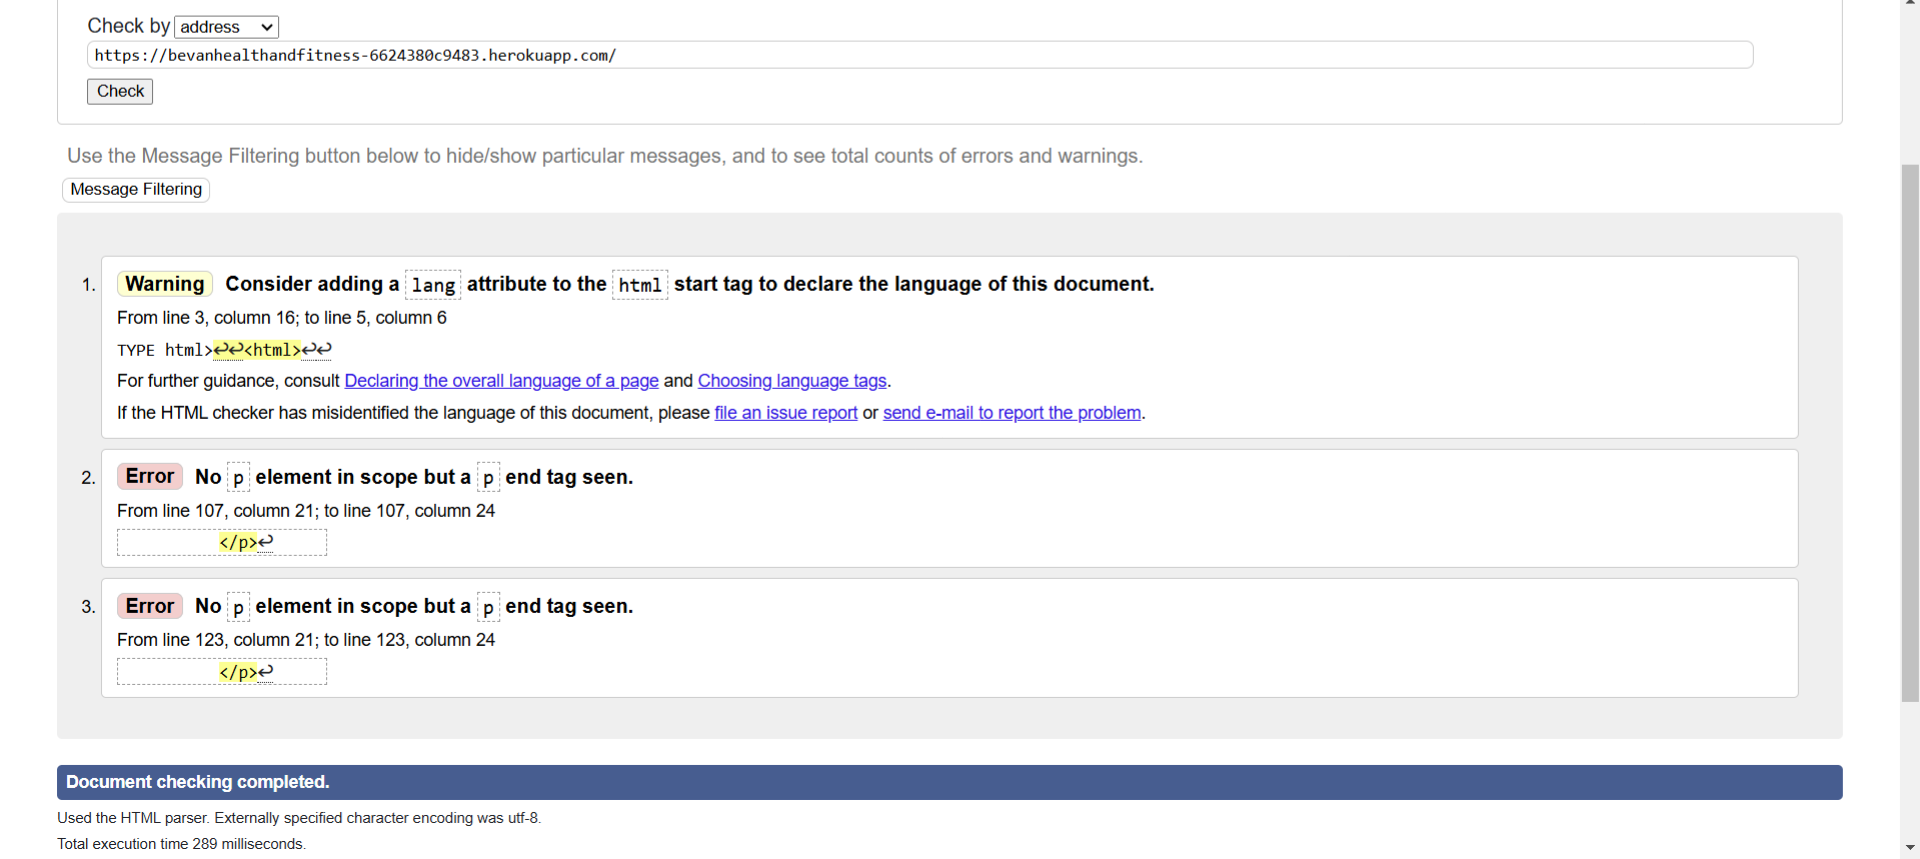 Check by address
https://bevanhealthandfitness-6624380c9483.herokuapp.com/
Check
Use the Message Filtering button below to hide/show particular messages, and to see total counts of errors and warnings.
Message Filtering
1. Warning Consider adding a lang attribute to the html start tag to declare the language of this document.
From line 3, column 16; to line 5, column 6
TYPE html>↩↩<html>↩↩
For further guidance, consult Declaring the overall language of a page and Choosing language tags.
If the HTML checker has misidentified the language of this document, please file an issue report or send e-mail to report the problem.
2. Error No p element in scope but a p end tag seen.
From line 107, column 21; to line 107, column 24
</p>↩
3. Error No p element in scope but a p end tag seen.
From line 123, column 21; to line 123, column 24
</p>↩
Document checking completed.
Used the HTML parser. Externally specified character encoding was utf-8.
Total execution time 289 milliseconds.